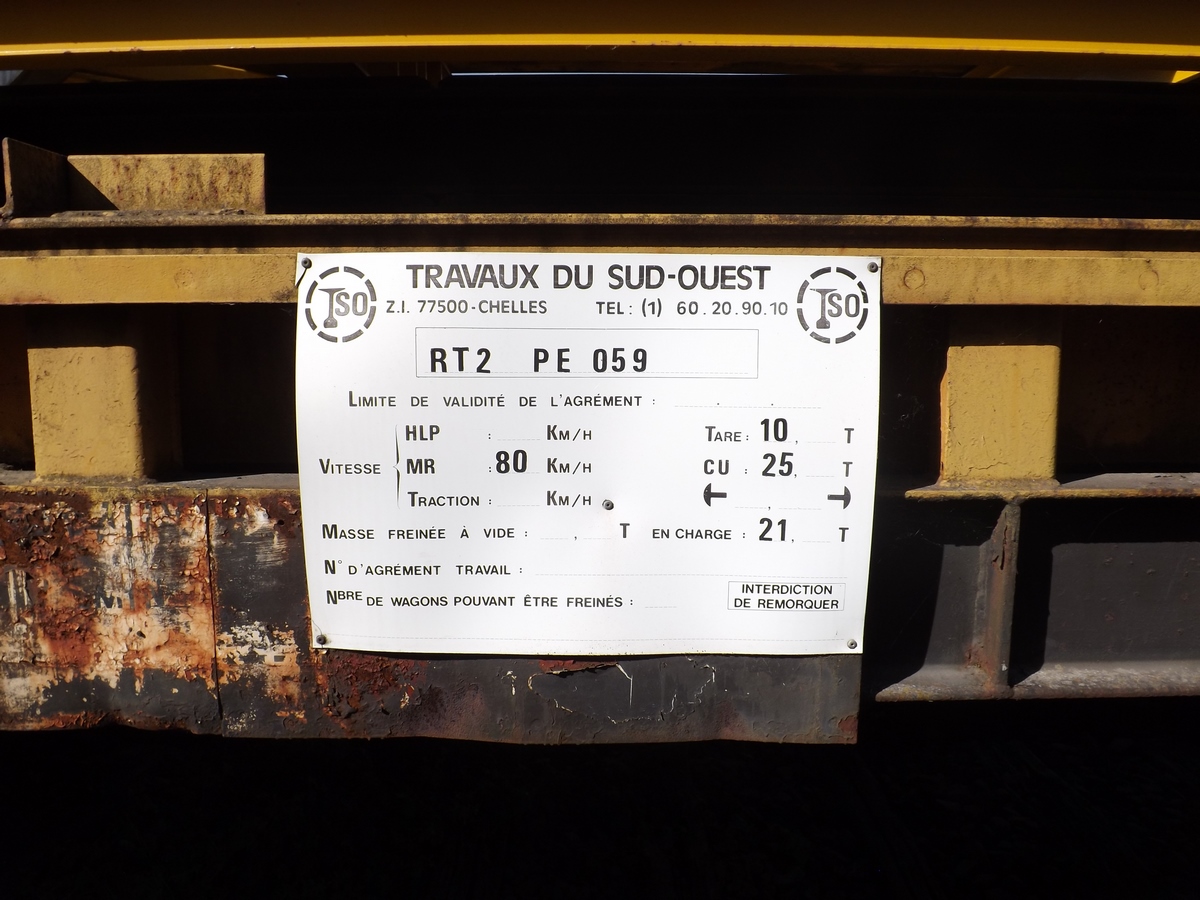 TRAVAUX DU SUD-OUEST
TSO Z.I. 77500-CHELLES TEL: (1) 60.20.90.10 TSO
RT2 PE 059
LIMITE DE VALIDITÉ DE L'AGRÉMENT : . .
HLP : KM/H TARE: 10, T
VITESSE MR :80 KM/H CU : 25, T
TRACTION : KM/H ,
MASSE FREINÉE À VIDE : , T EN CHARGE : 21, T
N° D'AGRÉMENT TRAVAIL :
NBRE DE WAGONS POUVANT ÊTRE FREINÉS :
INTERDICTION
DE REMORQUER